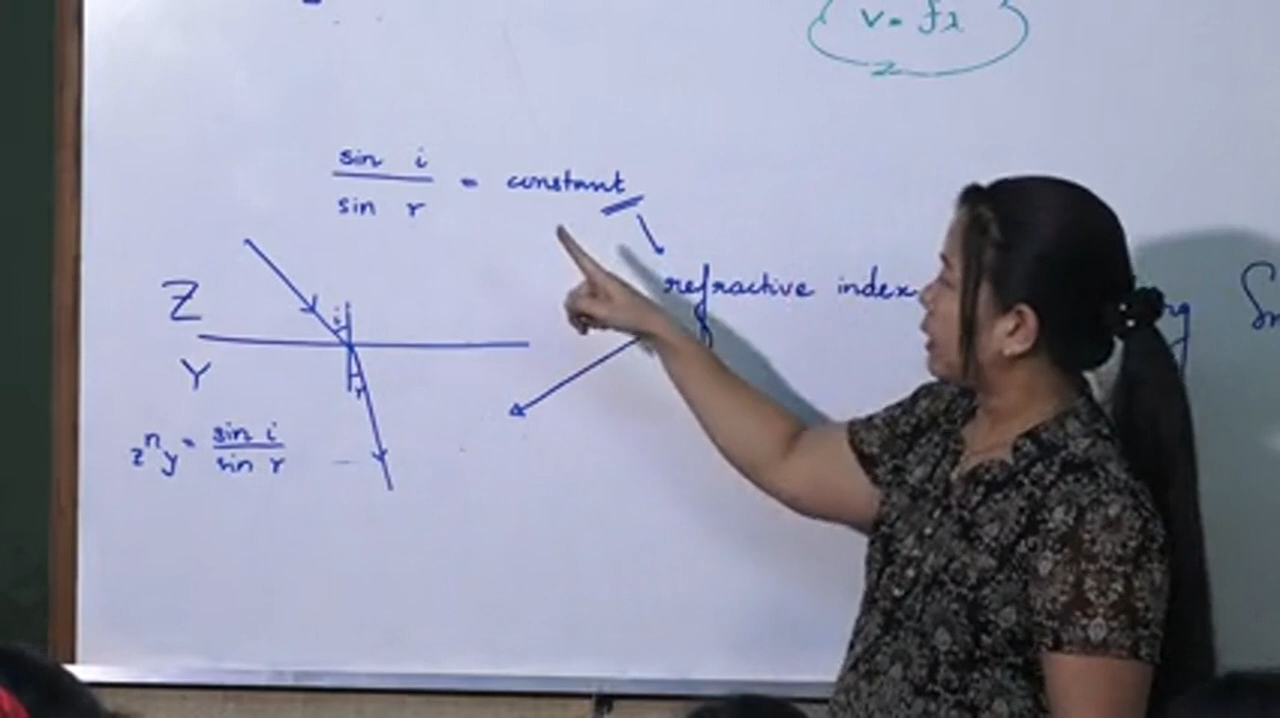 v = fλ
sin i
sin r
= constant
refractive index
Z
i
Y
r
zny = sin i
sin r